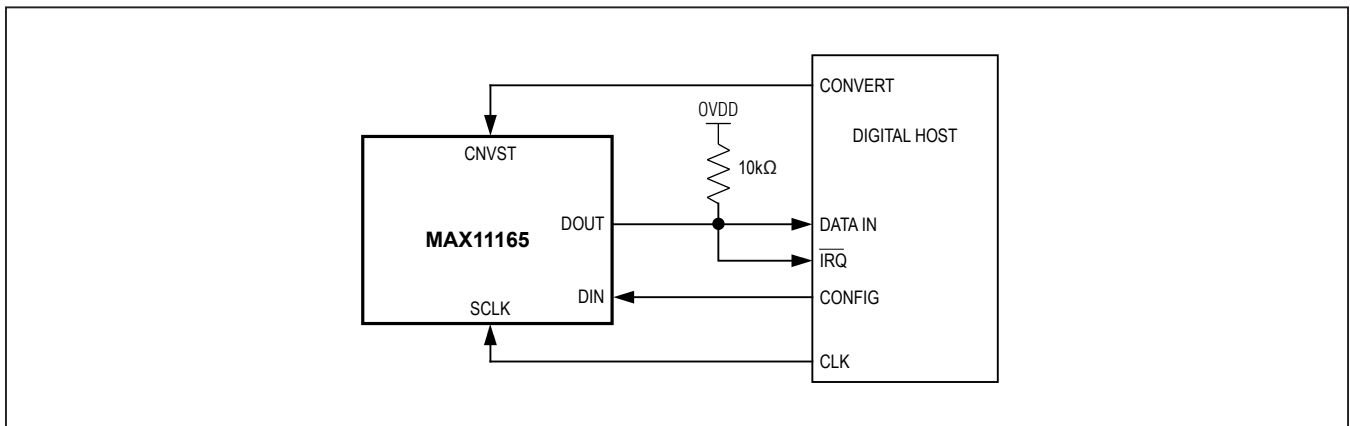 CONVERT
OVDD
DIGITAL HOST
CNVST
10kΩ
DOUT
DATA IN
MAX11165
IRQ
DIN
CONFIG
SCLK
CLK